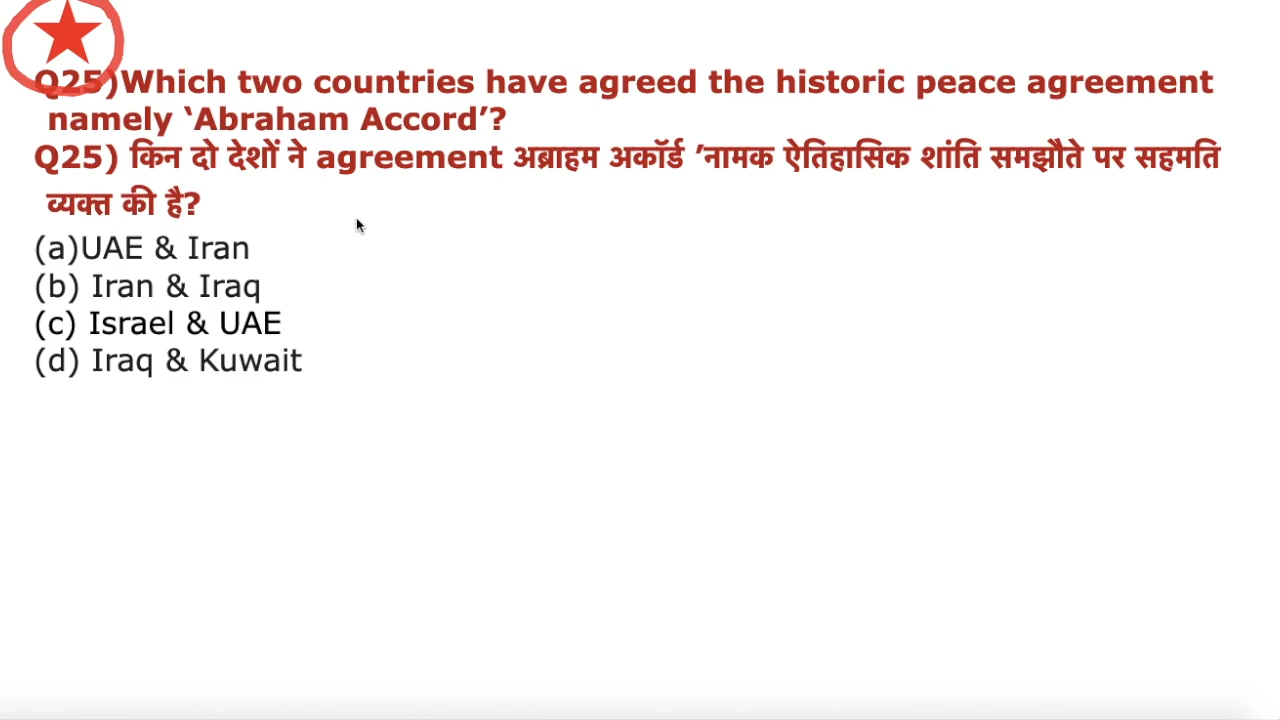 Q25)Which two countries have agreed the historic peace agreement
namely ‘Abraham Accord’?
Q25) किन दो देशों ने agreement अब्राहम अकॉर्ड ’नामक ऐतिहासिक शांति समझौते पर सहमति
व्यक्त की है?
(a)UAE & Iran
(b) Iran & Iraq
(c) Israel & UAE
(d) Iraq & Kuwait